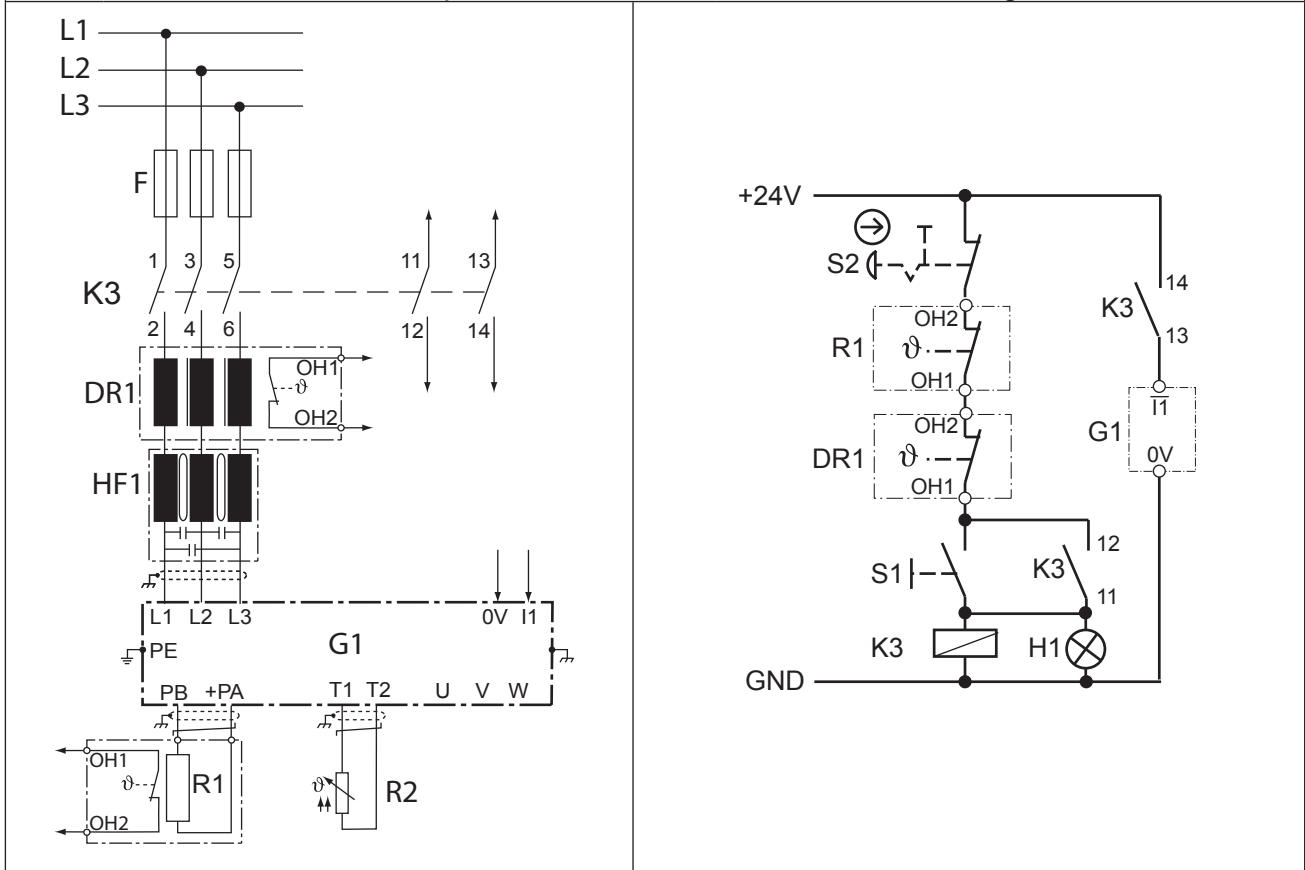 L1
L2
L3
F
1 3 5 11 13
K3
2 4 6 12 14
DR1
OH1
ϑ
OH2
HF1
L1 L2 L3 0V I1
G1
PE
PB +PA T1 T2 U V W
OH1
ϑ
R1
OH2
ϑ
R2
+24V
S2
OH2
R1
ϑ
OH1
OH2
DR1
ϑ
OH1
S1
K3
12
11
K3
H1
GND
14
K3
13
I1
G1
0V